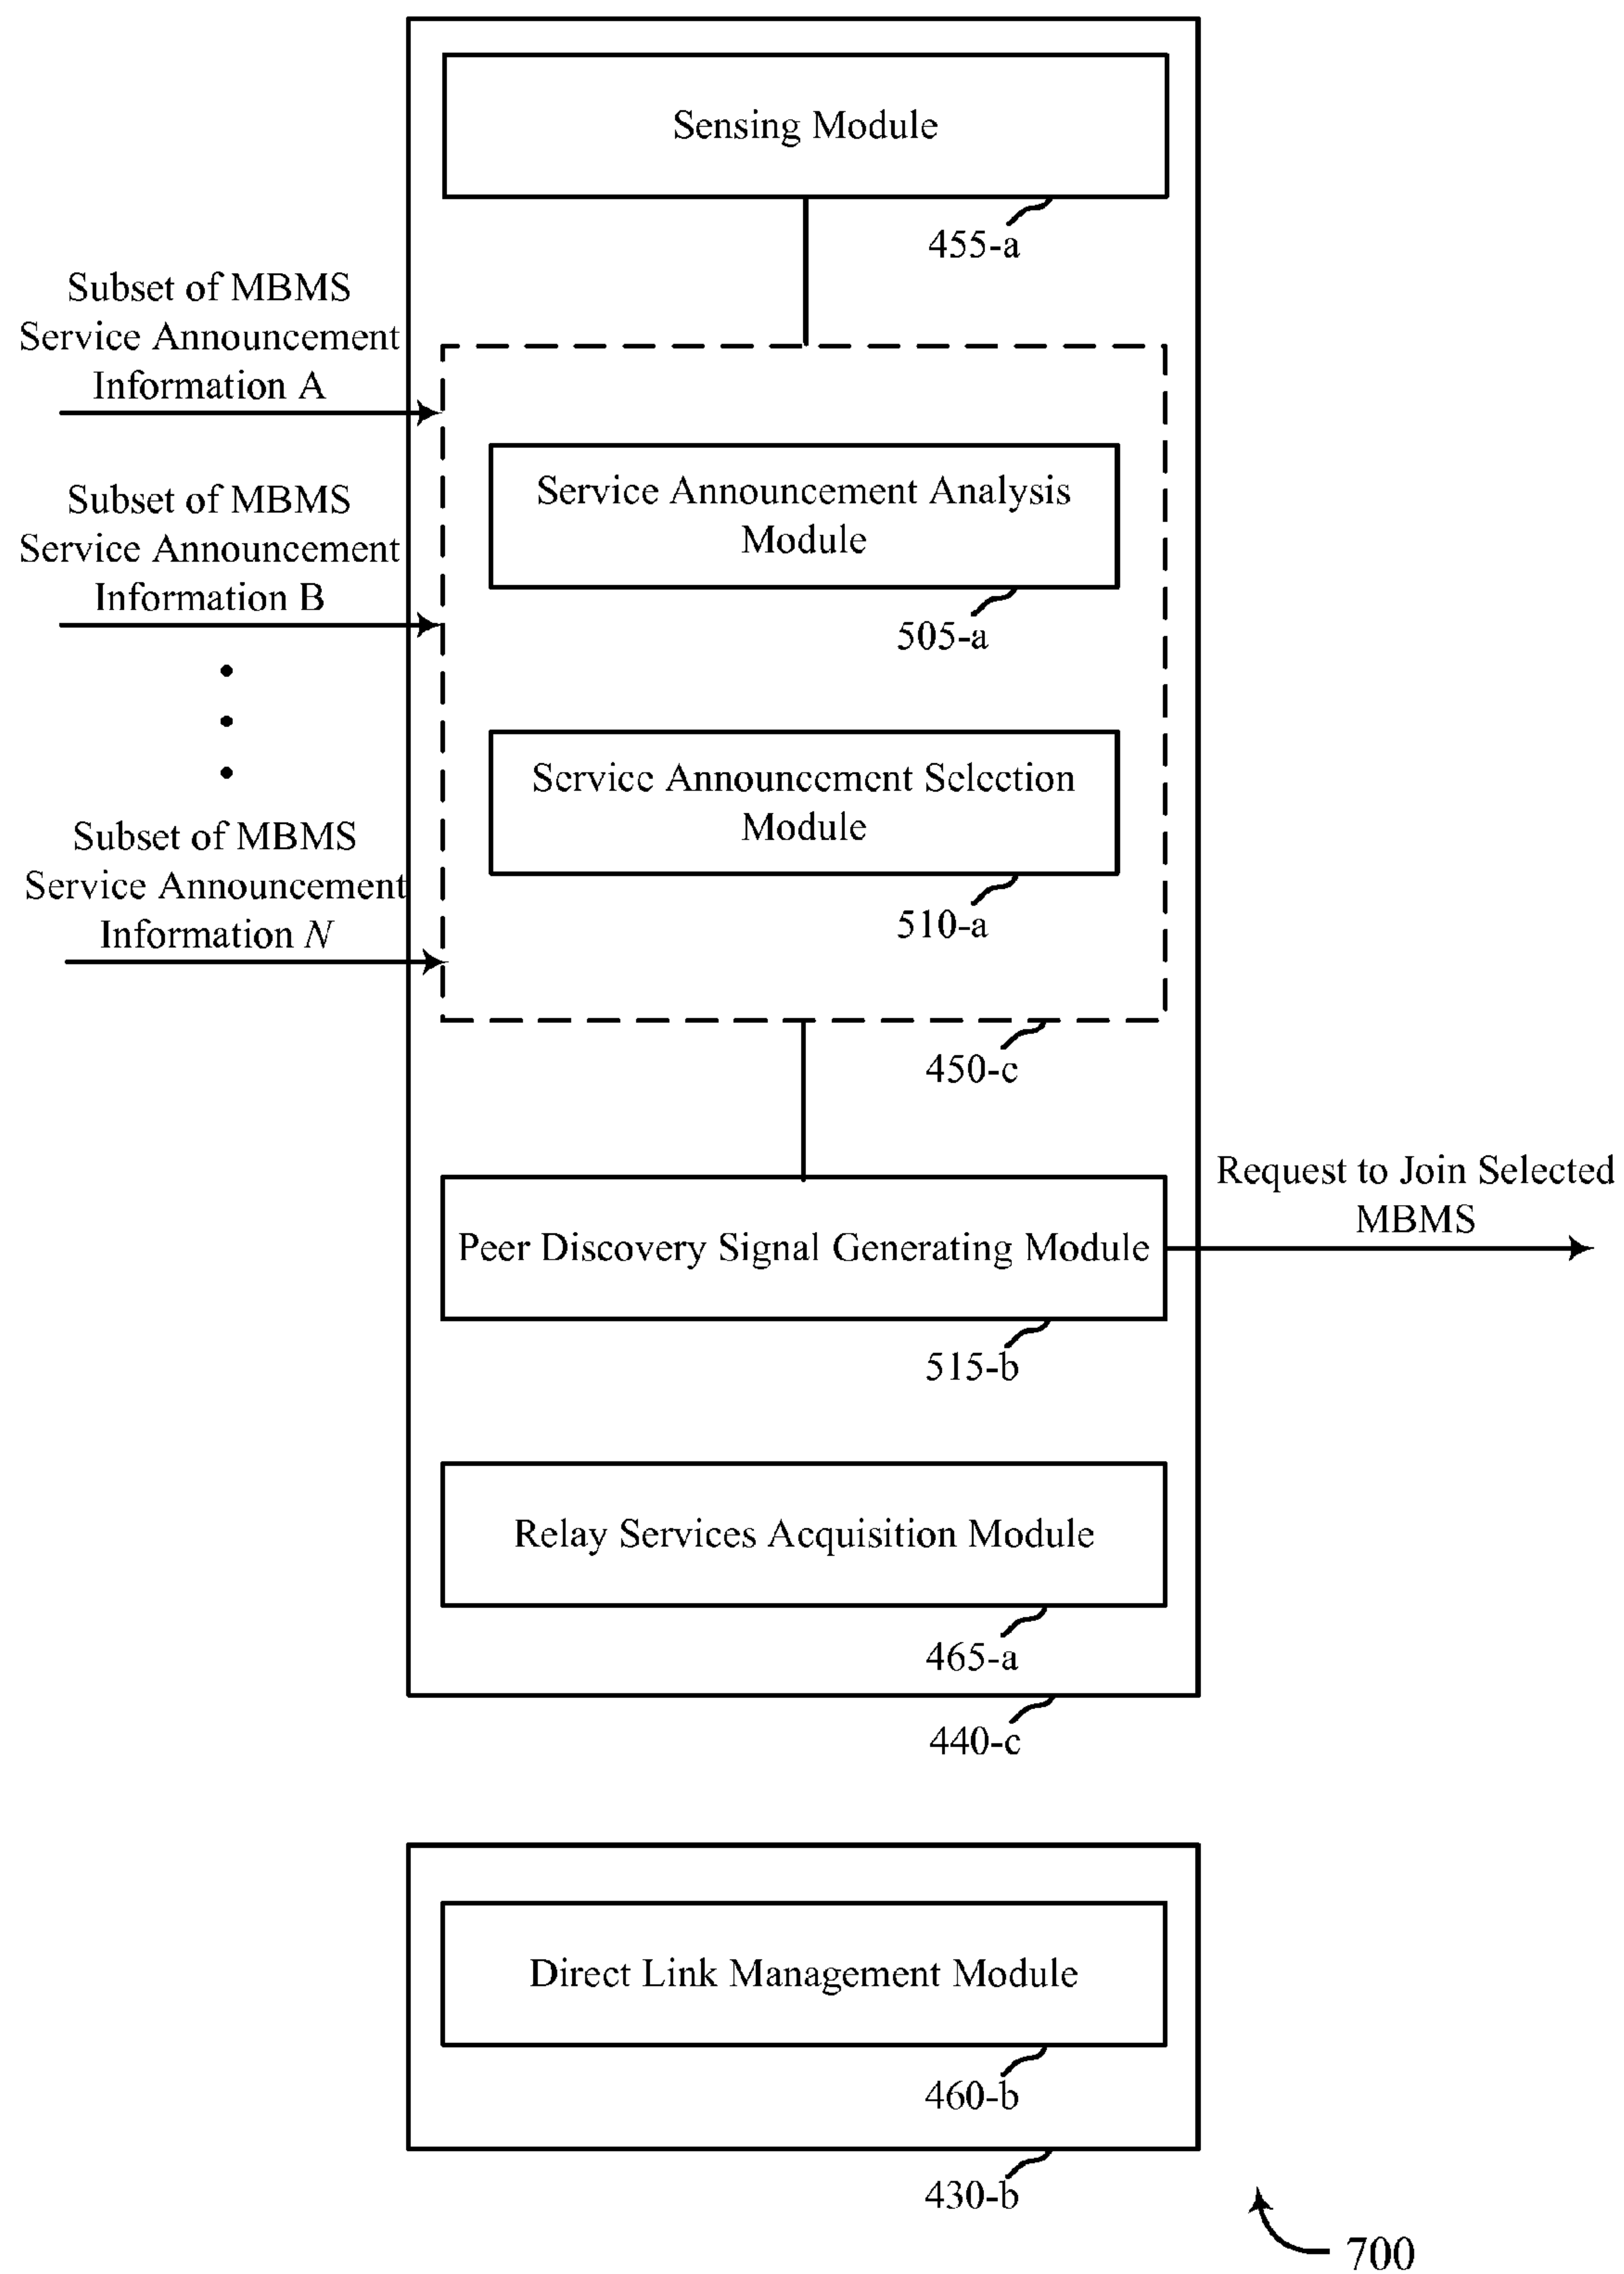 Sensing Module
455-a
Subset of MBMS
Service Announcement
Information A
Service Announcement Analysis
Module
505-a
Subset of MBMS
Service Announcement
Information B
Service Announcement Selection
Module
510-a
Subset of MBMS
Service Announcement
Information N
450-c
Peer Discovery Signal Generating Module
515-b
Request to Join Selected
MBMS
Relay Services Acquisition Module
465-a
440-c
Direct Link Management Module
460-b
430-b
700